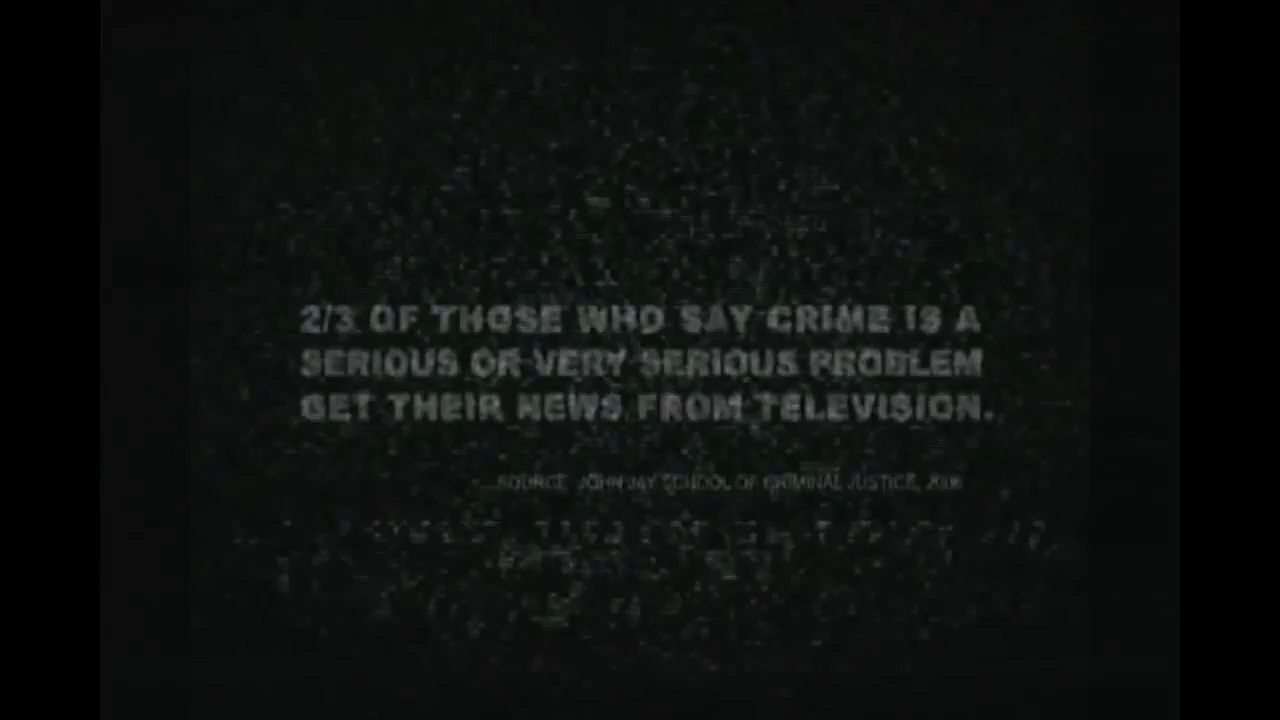 2/3 OF THOSE WHO SAY CRIME IS A
SERIOUS OR VERY SERIOUS PROBLEM
GET THEIR NEWS FROM TELEVISION.
SOURCE: JOHN JAY SCHOOL OF CRIMINAL JUSTICE,